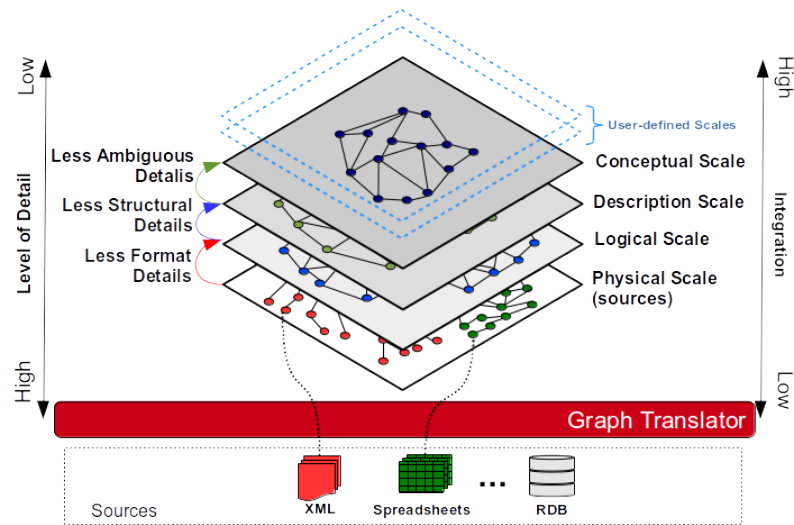 Low
High
User-defined Scales
Less Ambiguous
Detalis
Conceptual Scale
Less Structural
Details
Description Scale
Less Format
Details
Logical Scale
Physical Scale
(sources)
Level of Detail
Integration
High
Low
Graph Translator
Sources
XML
Spreadsheets
...
RDB